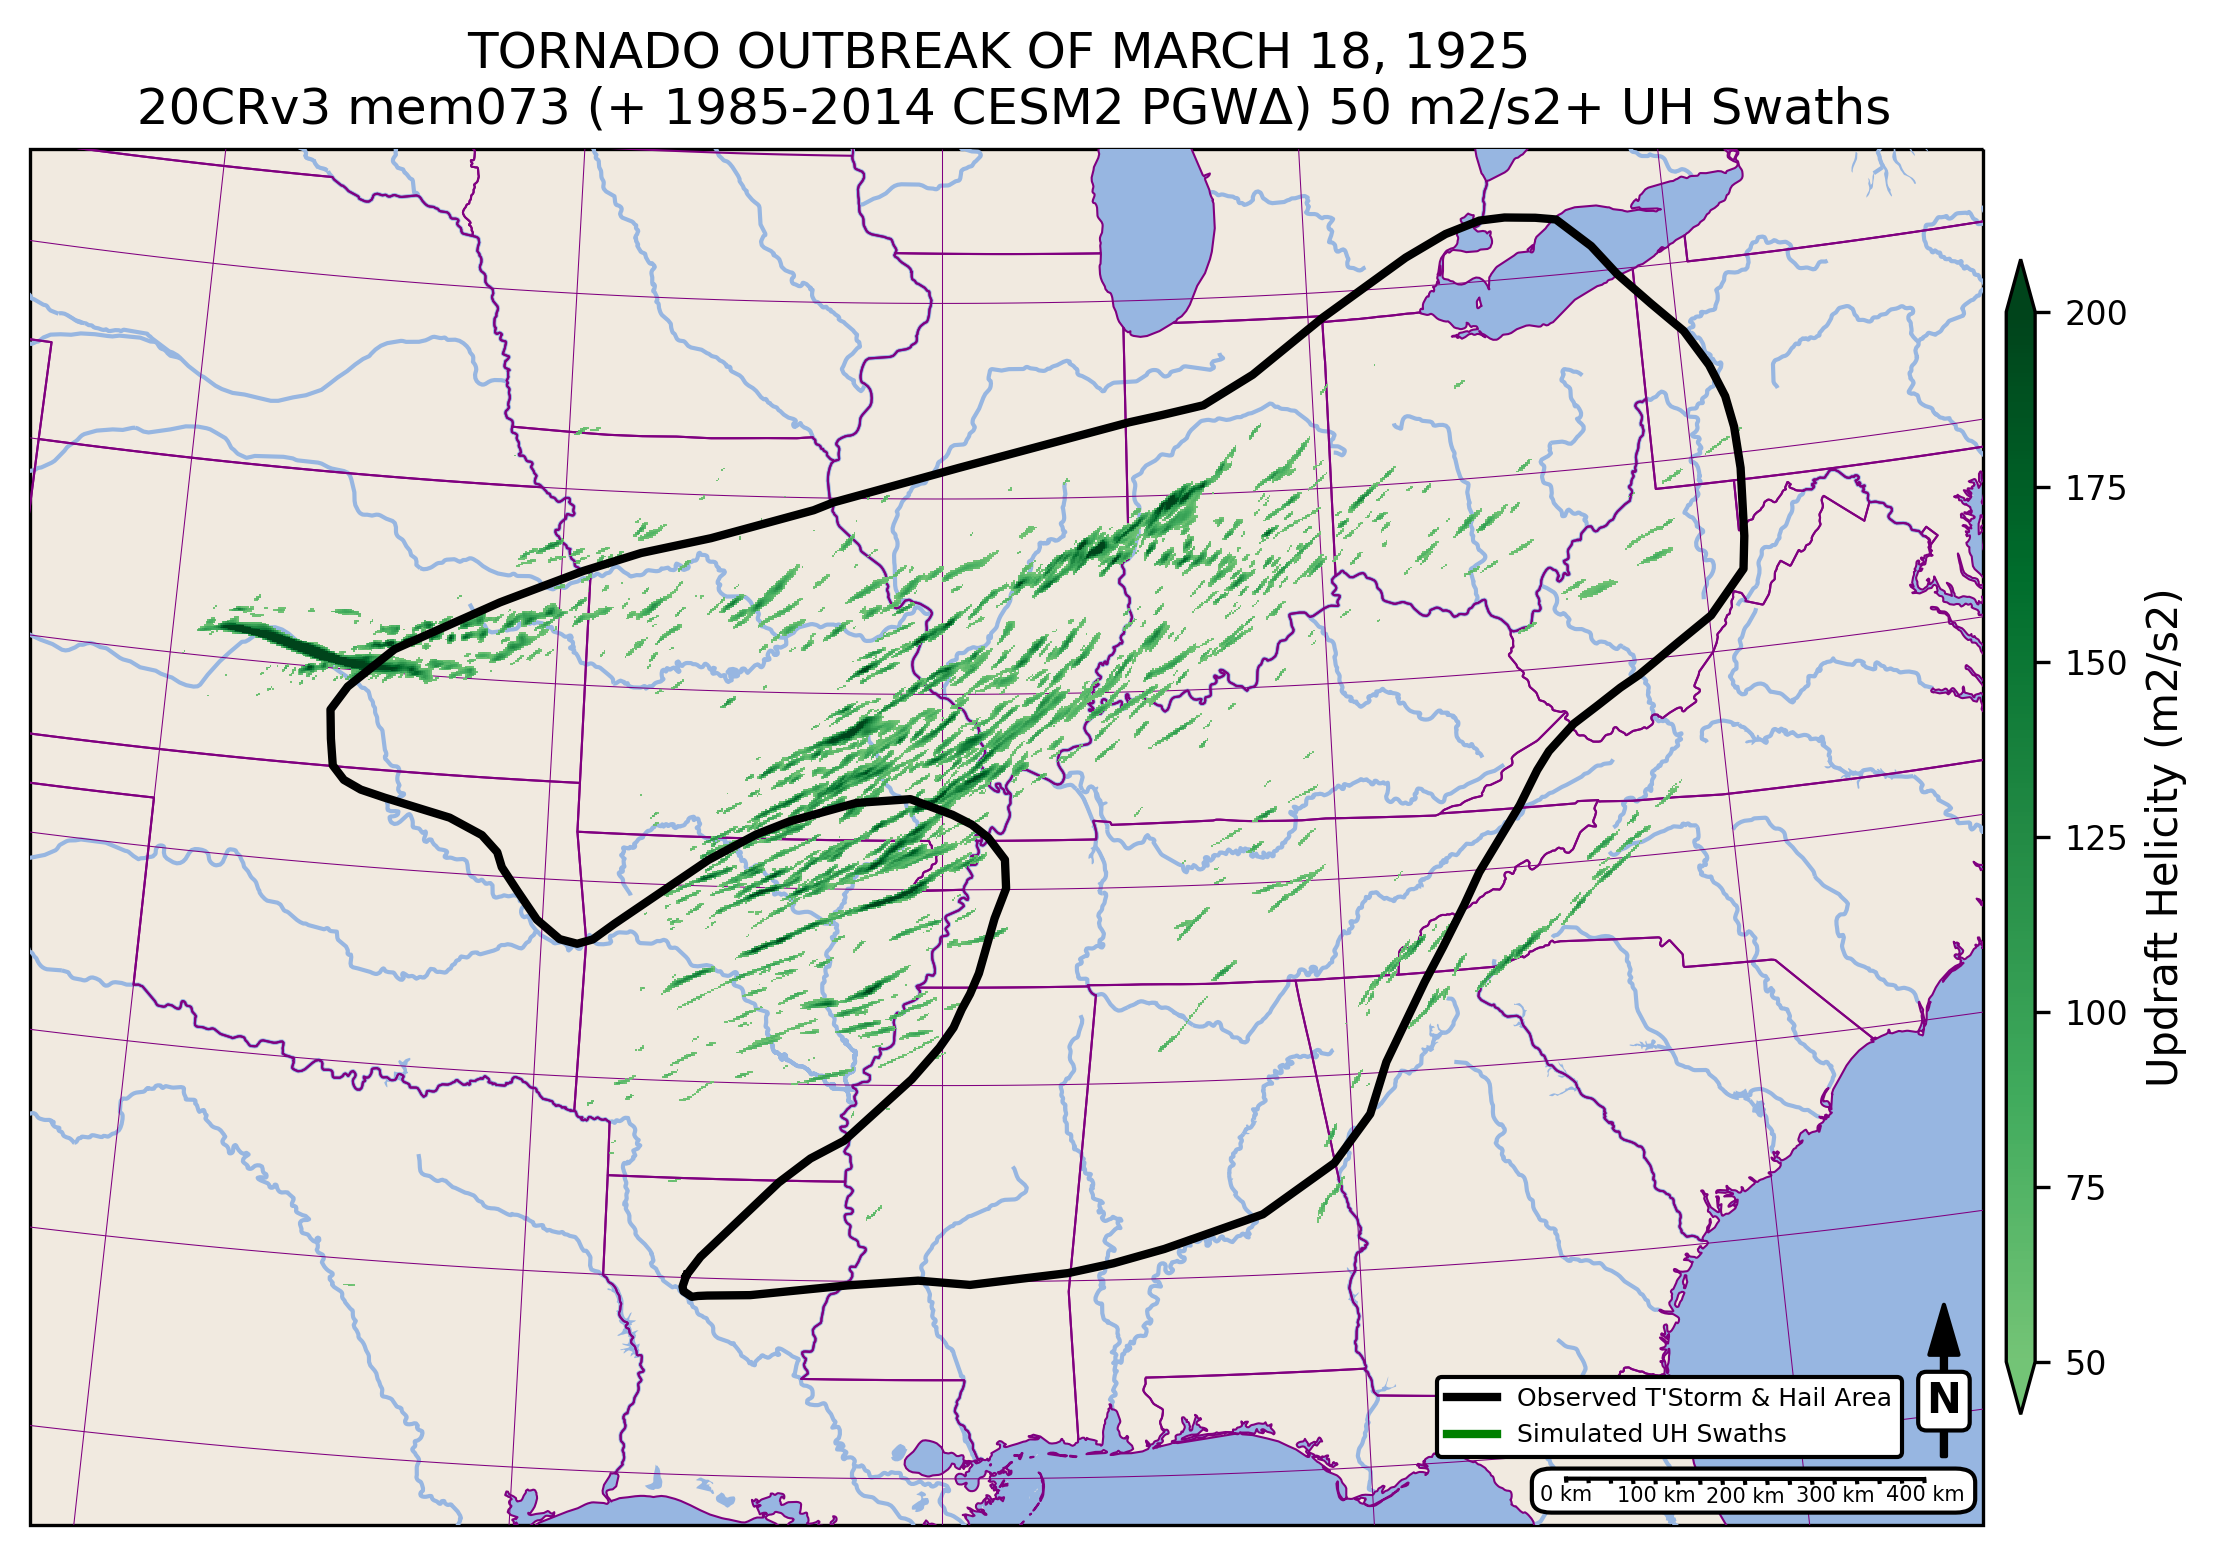 TORNADO OUTBREAK OF MARCH 18, 1925
20CRv3 mem073 (+ 1985-2014 CESM2 PGWΔ) 50 m2/s2+ UH Swaths
200
175
150
125
100
75
50
Updraft Helicity (m2/s2)
Observed T'Storm & Hail Area
Simulated UH Swaths
N
0 km 100 km 200 km 300 km 400 km